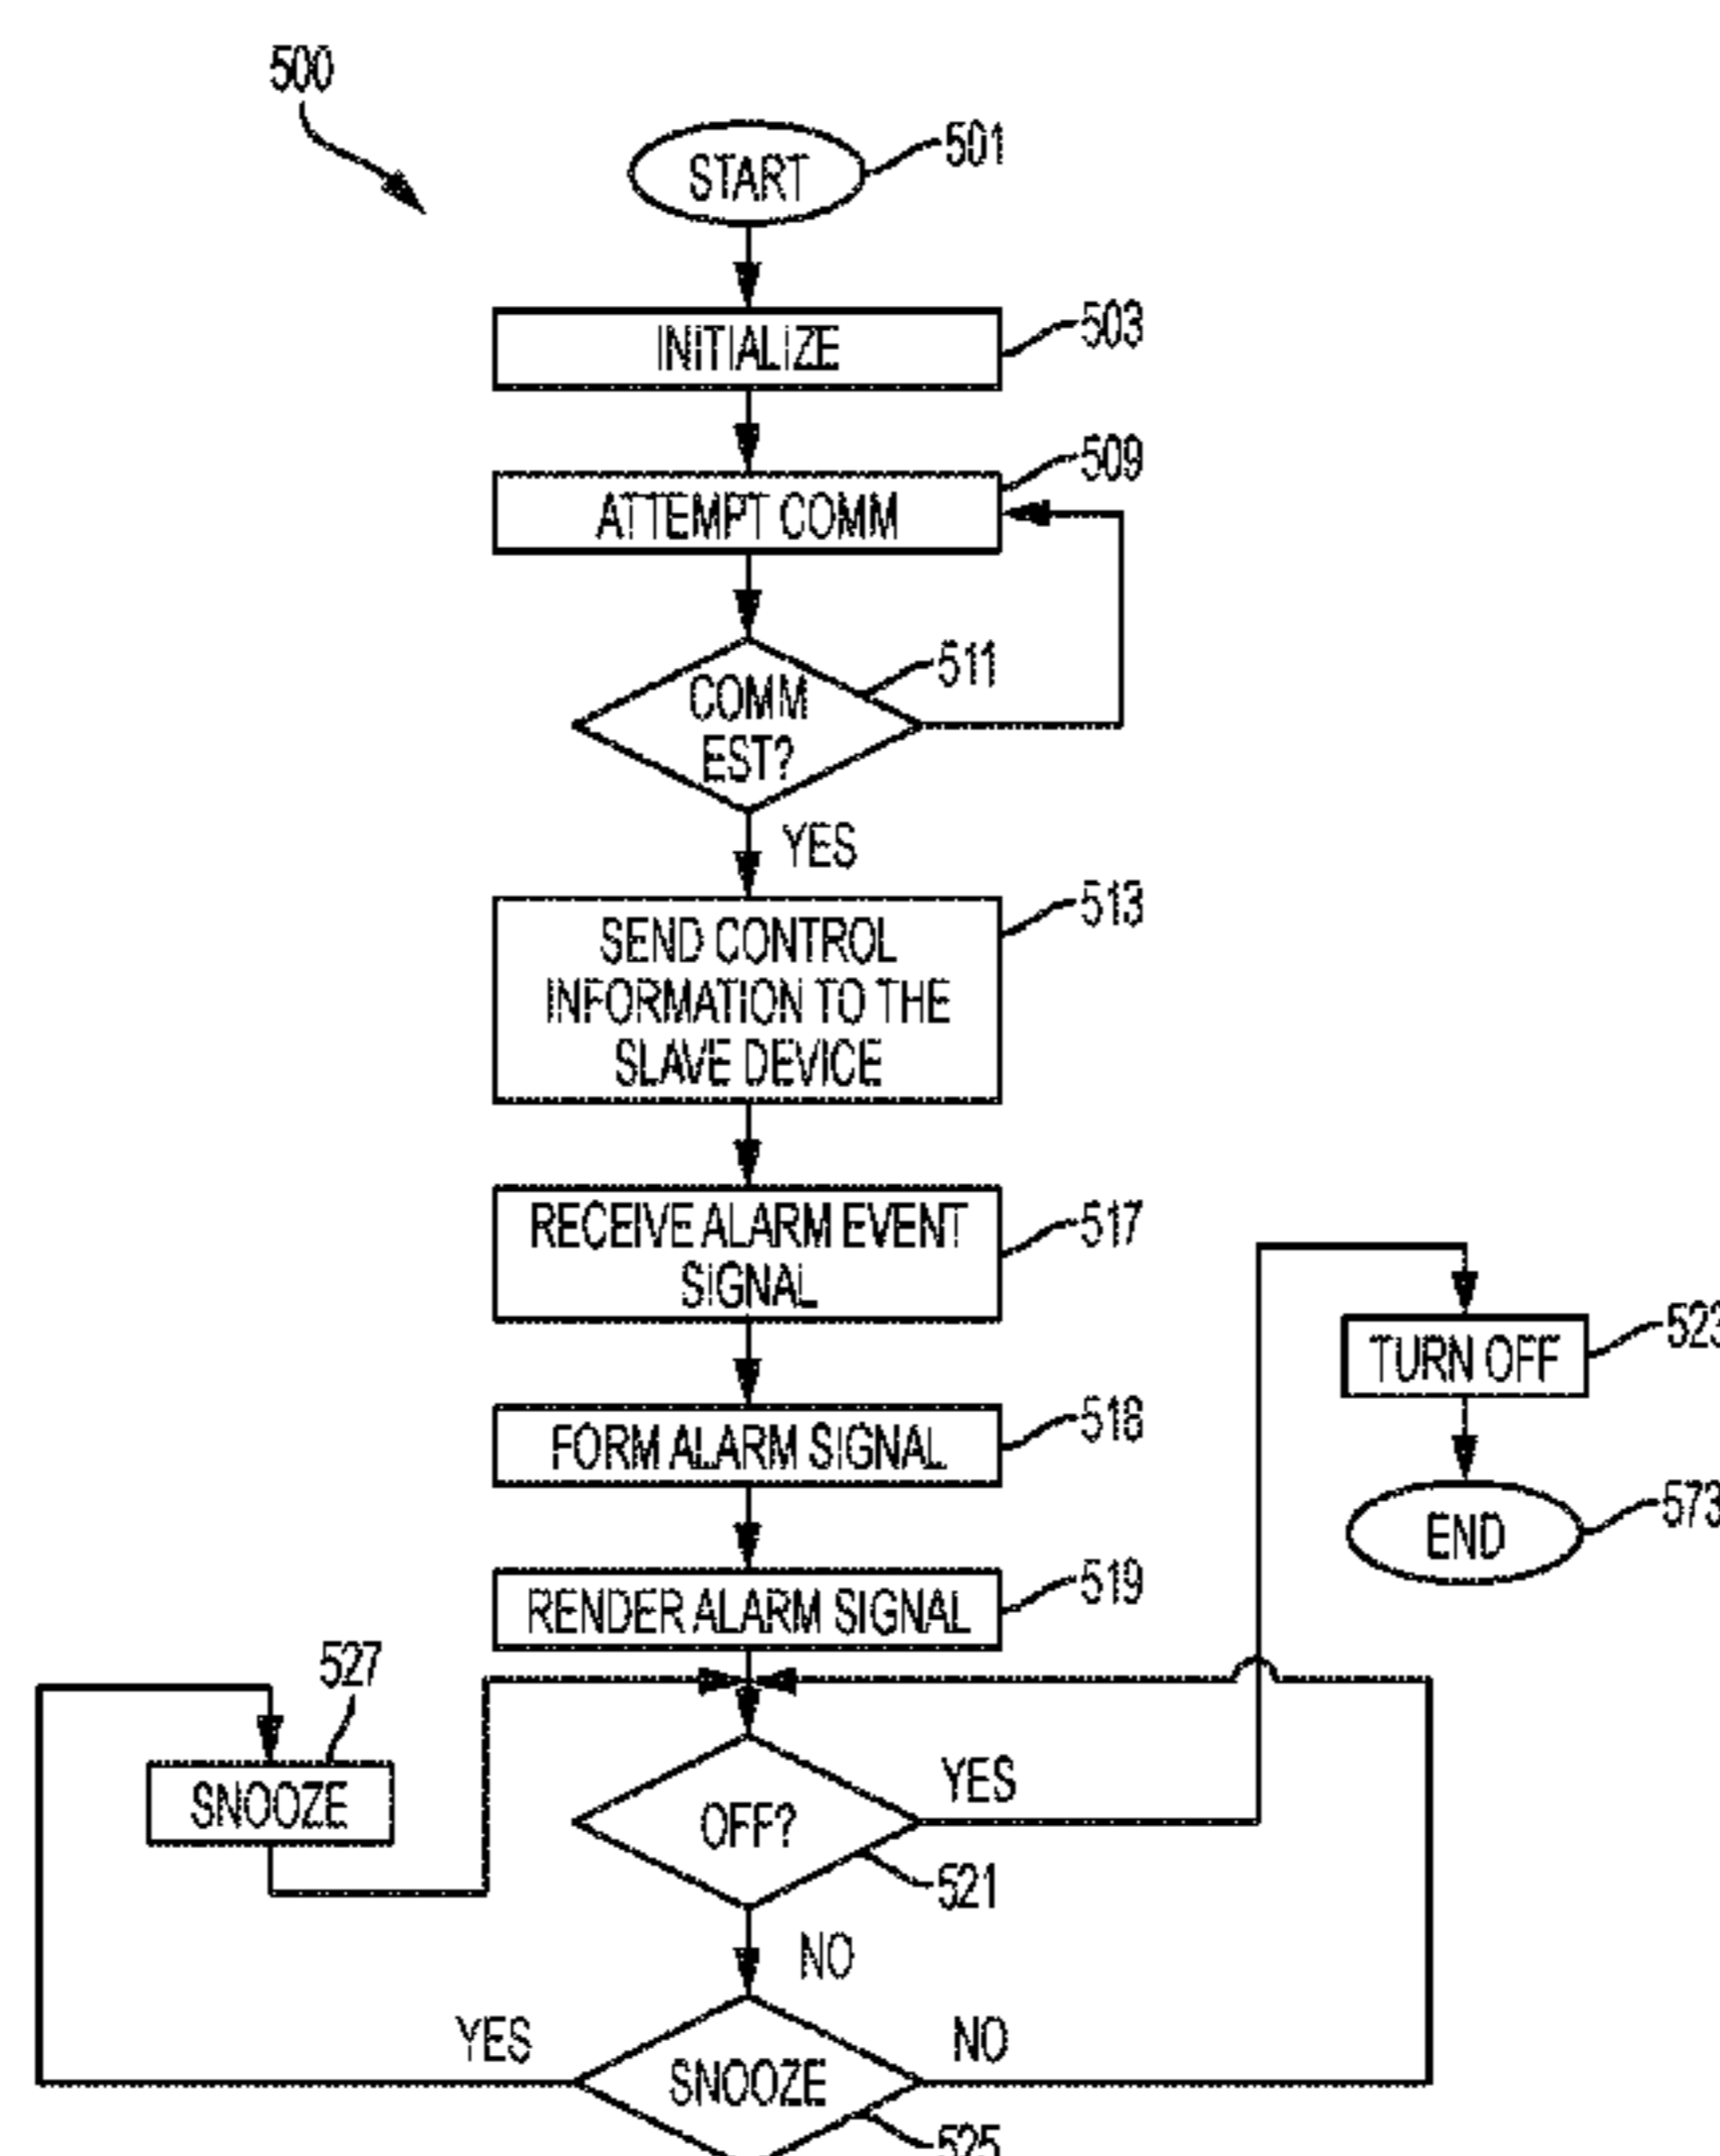 500
START
501
INITIALIZE
503
509
ATTEMPT COMM
511
COMM
EST?
YES
513
SEND CONTROL
INFORMATION TO THE
SLAVE DEVICE
RECEIVE ALARM EVENT
SIGNAL
517
523
TURN OFF
518
FORM ALARM SIGNAL
573
END
519
RENDER ALARM SIGNAL
527
SNOOZE
YES
OFF?
521
NO
YES
NO
SNOOZE
525